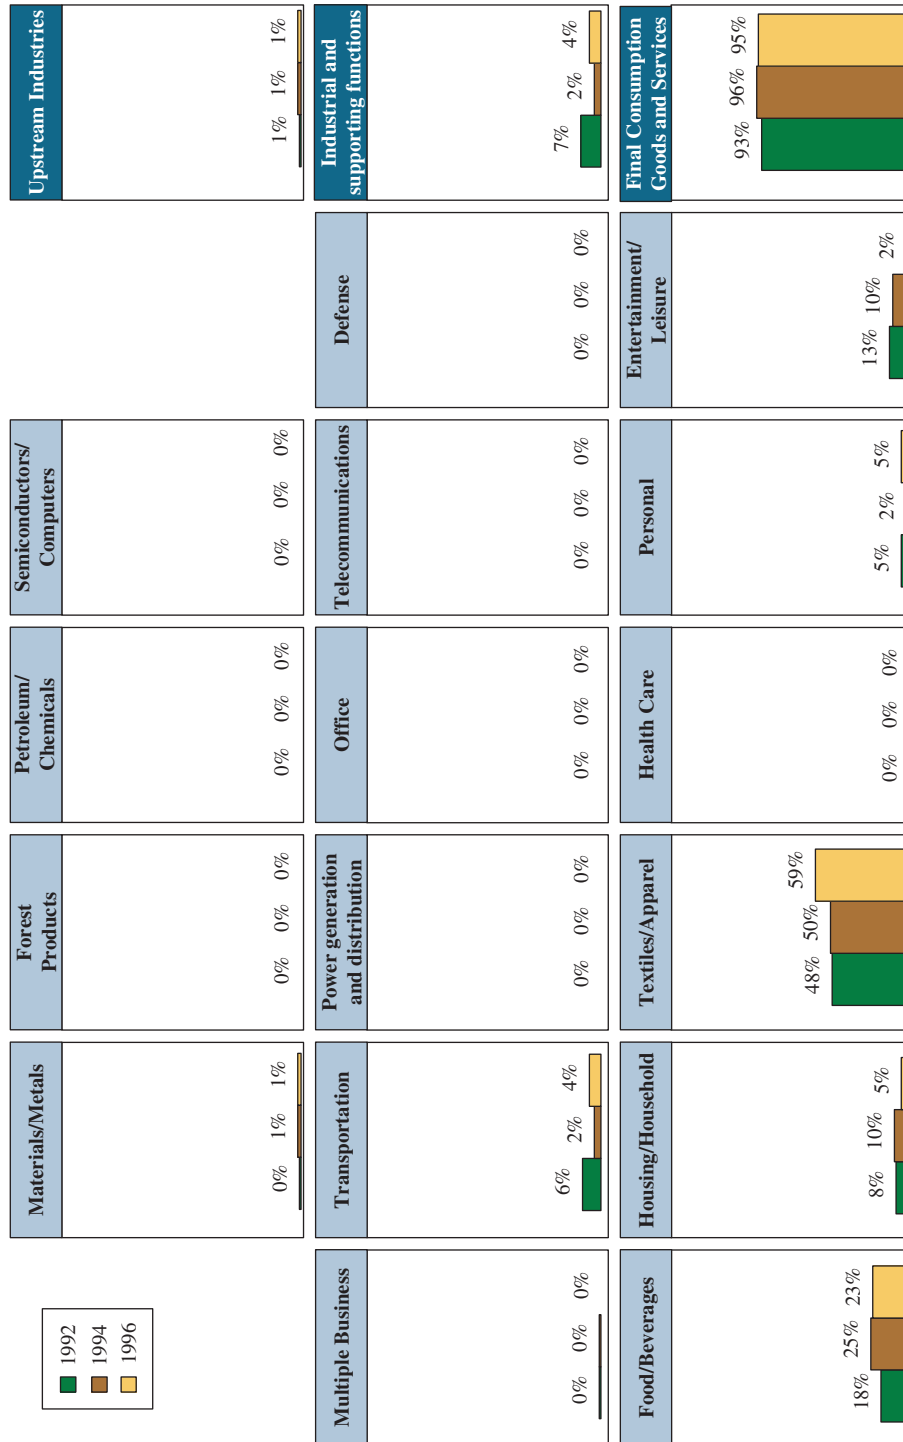 1992
1994
1996
Materials/Metals
0% 1% 1%
Forest
Products
0% 0% 0%
Petroleum/
Chemicals
0% 0% 0%
Semiconductors/
Computers
0% 0% 0%
Upstream Industries
1% 1% 1%
Multiple Business
0% 0% 0%
Transportation
6% 2% 4%
Power generation
and distribution
0% 0% 0%
Office
0% 0% 0%
Telecommunications
0% 0% 0%
Defense
0% 0% 0%
Industrial and
supporting functions
7% 2% 4%
Food/Beverages
18% 25% 23%
Housing/Household
8% 10% 5%
Textiles/Apparel
48% 50% 59%
Health Care
0% 0% 0%
Personal
5% 2% 5%
Entertainment/
Leisure
13% 10% 2%
Final Consumption
Goods and Services
93% 96% 95%